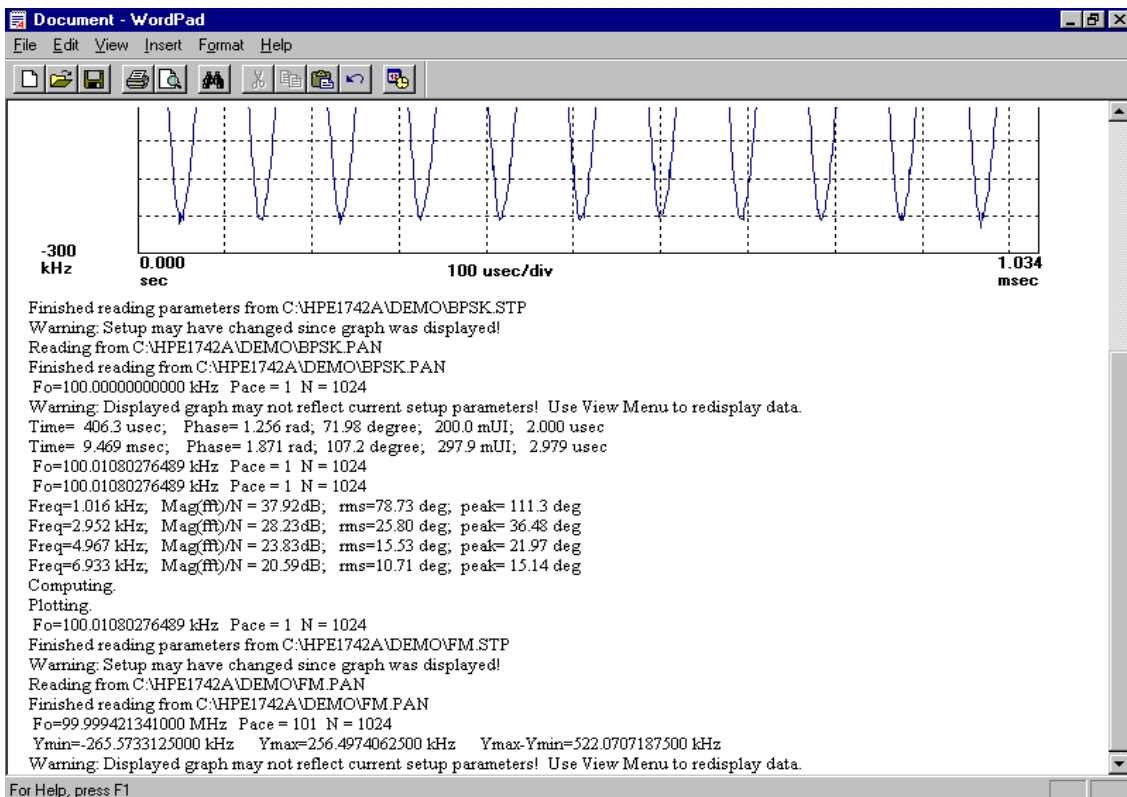 Document - WordPad
File Edit View Insert Format Help
-300
kHz
0.000
sec
100 usec/div
1.034
msec
Finished reading parameters from C:\HPE1742A\DEMO\BPSK.STP
Warning: Setup may have changed since graph was displayed!
Reading from C:\HPE1742A\DEMO\BPSK.PAN
Finished reading from C:\HPE1742A\DEMO\BPSK.PAN
Fo=100.00000000000 kHz Pace = 1 N = 1024
Warning: Displayed graph may not reflect current setup parameters! Use View Menu to redisplay data.
Time= 406.3 usec; Phase= 1.256 rad; 71.98 degree; 200.0 mUI; 2.000 usec
Time= 9.469 msec; Phase= 1.871 rad; 107.2 degree; 297.9 mUI; 2.979 usec
Fo=100.01080276489 kHz Pace = 1 N = 1024
Fo=100.01080276489 kHz Pace = 1 N = 1024
Freq=1.016 kHz; Mag(fft)/N = 37.92dB; rms=78.73 deg; peak= 111.3 deg
Freq=2.952 kHz; Mag(fft)/N = 28.23dB; rms=25.80 deg; peak= 36.48 deg
Freq=4.967 kHz; Mag(fft)/N = 23.83dB; rms=15.53 deg; peak= 21.97 deg
Freq=6.933 kHz; Mag(fft)/N = 20.59dB; rms=10.71 deg; peak= 15.14 deg
Computing.
Plotting.
Fo=100.01080276489 kHz Pace = 1 N = 1024
Finished reading parameters from C:\HPE1742A\DEMO\FM.STP
Warning: Setup may have changed since graph was displayed!
Reading from C:\HPE1742A\DEMO\FM.PAN
Finished reading from C:\HPE1742A\DEMO\FM.PAN
Fo=99.999421341000 MHz Pace = 101 N = 1024
Ymin=-265.5733125000 kHz Ymax=256.4974062500 kHz Ymax-Ymin=522.0707187500 kHz
Warning: Displayed graph may not reflect current setup parameters! Use View Menu to redisplay data.
For Help, press F1